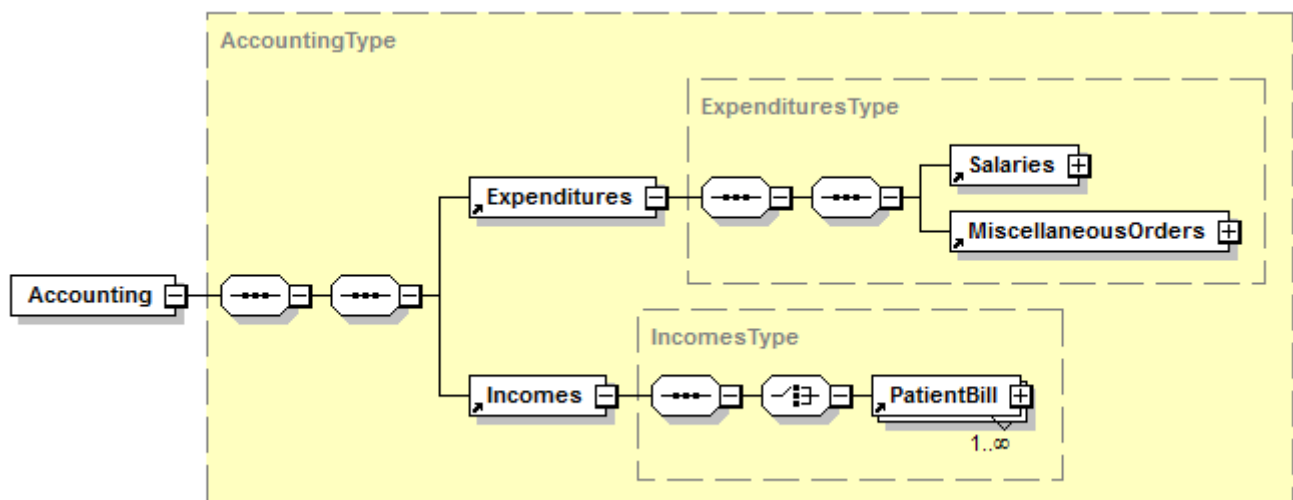 AccountingType
ExpendituresType
Salaries
Expenditures
MiscellaneousOrders
Accounting
IncomesType
Incomes
PatientBill
1..∞